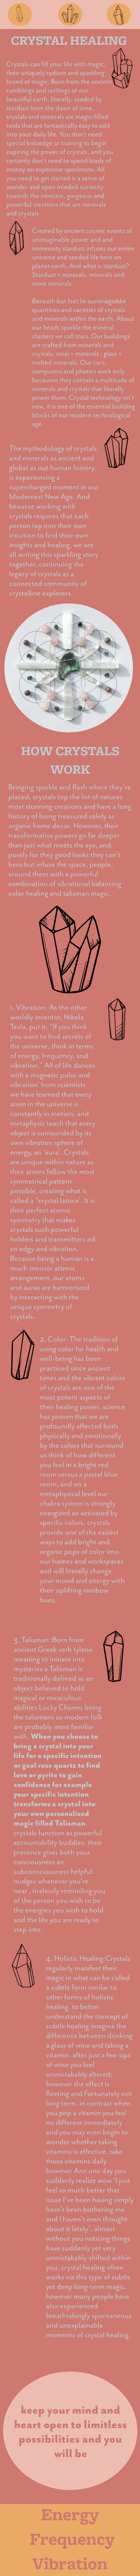 CRYSTAL HEALING
Crystals can fill your life with magic,
their uniquely radiant and sparkling
brand of magic. Born from the ancient
rumblings and ratlings of our
beautiful earth, literally, seeded by
stardust from the dawn of time,
crystals and minerals are magic-filled
tools that are fantastically easy to add
into your daily life. You don't need
special knowledge or training to begin
exporing the power of crystals, and you
certainly don't need to spend loads of
money on expensive specimens. All
you need to get started is a sense of
wonder and open minded curiosity
towards the intricate, gorgeous and
powerful creations that are minerals
and crystals
Created by ancient cosmic events of
unimaginable power and and
immensity stardust infuses our entire
universe and seeded life here on
planet earth. And what is stardust?
Stardust = minerals, minerals and
more minerals.
Beneath but feet lie automaginable
quantities and varieties of crystals
and minerals within the earth. About
our heads sparkle the mineral
clusters we call stars. Our buildings
are crafted from minerals and
crystals, steel = minerals , glass =
melted minerals. Our cars,
computers and phones work only
becousez they contain a multitude of
minerals and crystals that literally
power them. Crystal technology isn't
new, it is one of the essential building
blocks of out modern technological
age.
The mythodology of crystals
and minerals as ancient and
global as out human history,
is experiencing a
supercharged moment in our
Modernest New Age. And
beaucse working with
crystals requires that each
person tap into their own
intuition to find their own
insights and healing, we are
all writing this sparkling story
together, continuing the
legacy of crystals as a
connected community of
crystalline explorers.
HOW CRYSTALS
WORK
Bringing sparkle and flash where they're
placed, crystals top the list of natures
most stunning creations and have a long
history of being treasured solely as
organic home decor. However, their
transformative powers go far deeper
than just what-meets the eye, and
purely for they good looks they can't
hero but infuse the space, people,
around them with a powerful
combination of vibrational balancing
color healing and talisman magic.
1. Vibration: As the other
worldly inventor, Nikola
Tesla, put it, "If you think
you want to find secrets of
the universe, think in terms
of energy, frequency, and
vibration." All of life dances
with a magnetic pulse and
vibration' from scientists
we have learned that every
atom in the universe is
constantly in motion, and
metaphysis teach that every
object is surrounded by its
own vibration sphere of
energy, an 'aura'. Crystals
are unique within nature as
their atoms follow the most
symmetrical pattern
possible, creating what is
called a "crystal lattice'. It is
their perfect atomic
symmetry that makes
crystals such powerful
holders and transmitters od
en edgy and vibration.
Because being a human is a
much messier atomic
arrangement, our atoms
and auras are harmonized
by interacting with the
unique symmetry of
crystals.
2. Color: The tradition of
using color for health and
well-being has been
practiced since ancient
times and the vibrant colors
of crystals are one of the
most potent aspects of
their healing power. science
has proven that we are
profoundly affected both
physically and emotionally
by the colors that surround
us think of how different
you feel in a bright red
room versus a pastel blue
room, and on a
metaphysical level our
chakra system is strongly
energized an activated by
specific colors, crystals
provide one of the easiest
ways to add bright and
organic pops of color into
our homes and workspaces
and will literally change
your mood and energy with
their uplifting rainbow
hues.
3. Talisman :Born from
ancient Greek verb tylene
meaning to initiate into
mysteries a Talisman is
traditionally defined as an
object believed to hold
magical or miraculous
abilities Lucky Charms being
the talismans us modern folk
are probably most familiar
with. When you choose to
bring a crystal into your
life for a specific intention
or goal rose quarts to find
love or pyrite to gain
confidence for example
your specific intention
transforms a crystal into
your own personalized
magic filled Talisman.
crystals function as powerful
accountability buddies, their
presence gives both your
conciousness an
subconsciousness helpful
nudges whenever you're
near , tirelessly reminding you
of the person you wish to be
the energies you wish to hold
and the life you are ready to
step into .
4. Holistic Healing:Crystals
regularly manifest their
magic in what can be called
a subtle form similar to
other forms of holistic
healing. to better
understand the concept of
subtle healing imagine the
difference between drinking
a glass of wine and taking a
vitamin. after just a few sips
of wine you feel
unmistakably altered;
however the effect is
fleeting and Fortunately not
long term. in contrast when
you pop a vitamin you feel
no different immediately
and you may even begin to
wonder whether taking
vitamins is effective. take
those vitamins daily
however Ann one day you
suddenly realise wow 'I just
feel so much better that
issue I've been having simply
hasn't been bothering me
and I haven't even thought
about it lately' . almost
without you noticing things
have suddenly yet very
unmistakably shifted within
you. crystal healing often
works via this type of subtle
yet deep long-term magic,
however many people have
also experienced
breathtakingly spontaneous
and unexplainable
moments of crystal healing.
keep your mind and
heart open to limitless
possibilities and you
will be
Energy
Frequency
Vibration